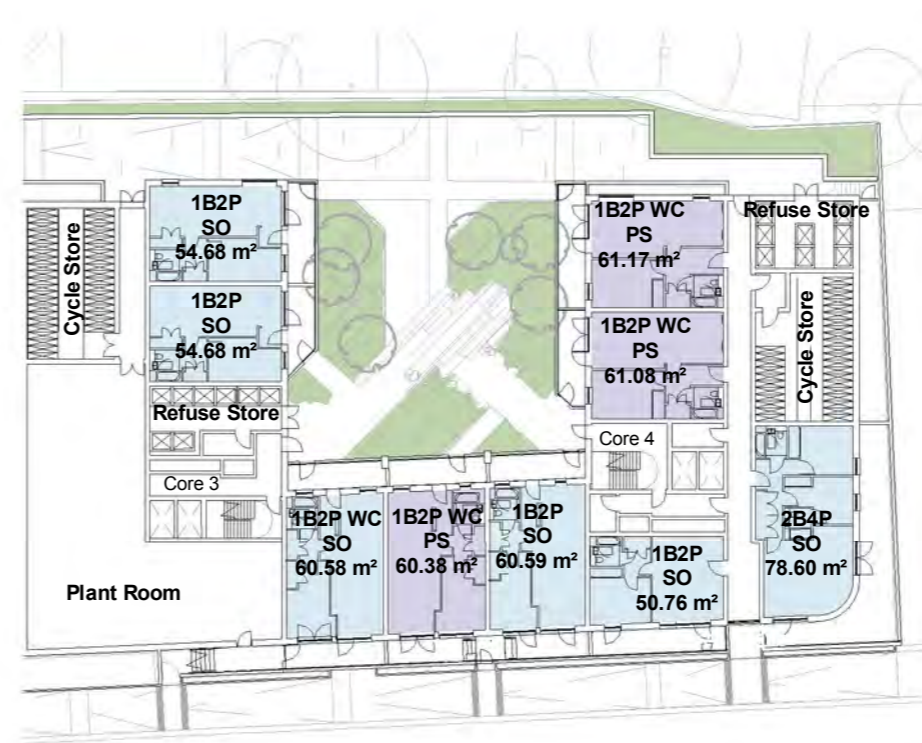 1B2P
SO
54.68 m²
1B2P
SO
54.68 m²
Cycle Store
Refuse Store
Core 3
Plant Room
1B2P WC
SO
60.58 m²
1B2P WC
PS
60.38 m²
1B2P
SO
60.59 m²
1B2P WC
PS
61.17 m²
1B2P WC
PS
61.08 m²
Core 4
1B2P
SO
50.76 m²
Refuse Store
Cycle Store
2B4P
SO
78.60 m²